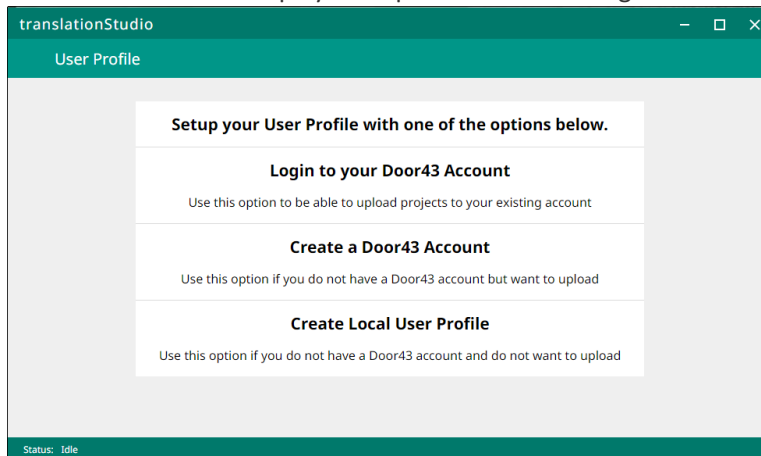 translationStudio
User Profile
Setup your User Profile with one of the options below.
Login to your Door43 Account
Use this option to be able to upload projects to your existing account
Create a Door43 Account
Use this option if you do not have a Door43 account but want to upload
Create Local User Profile
Use this option if you do not have a Door43 account and do not want to upload
Status: Idle